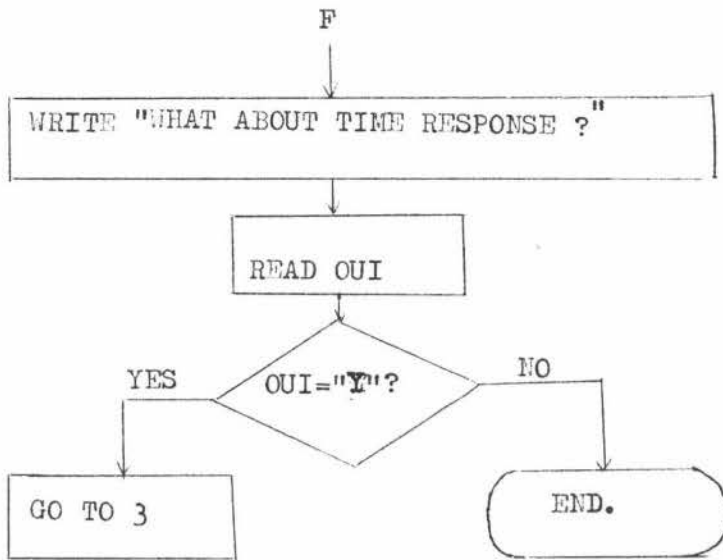 F
WRITE "WHAT ABOUT TIME RESPONSE ?"
READ OUI
YES
OUI="Y"?
NO
GO TO 3
END.